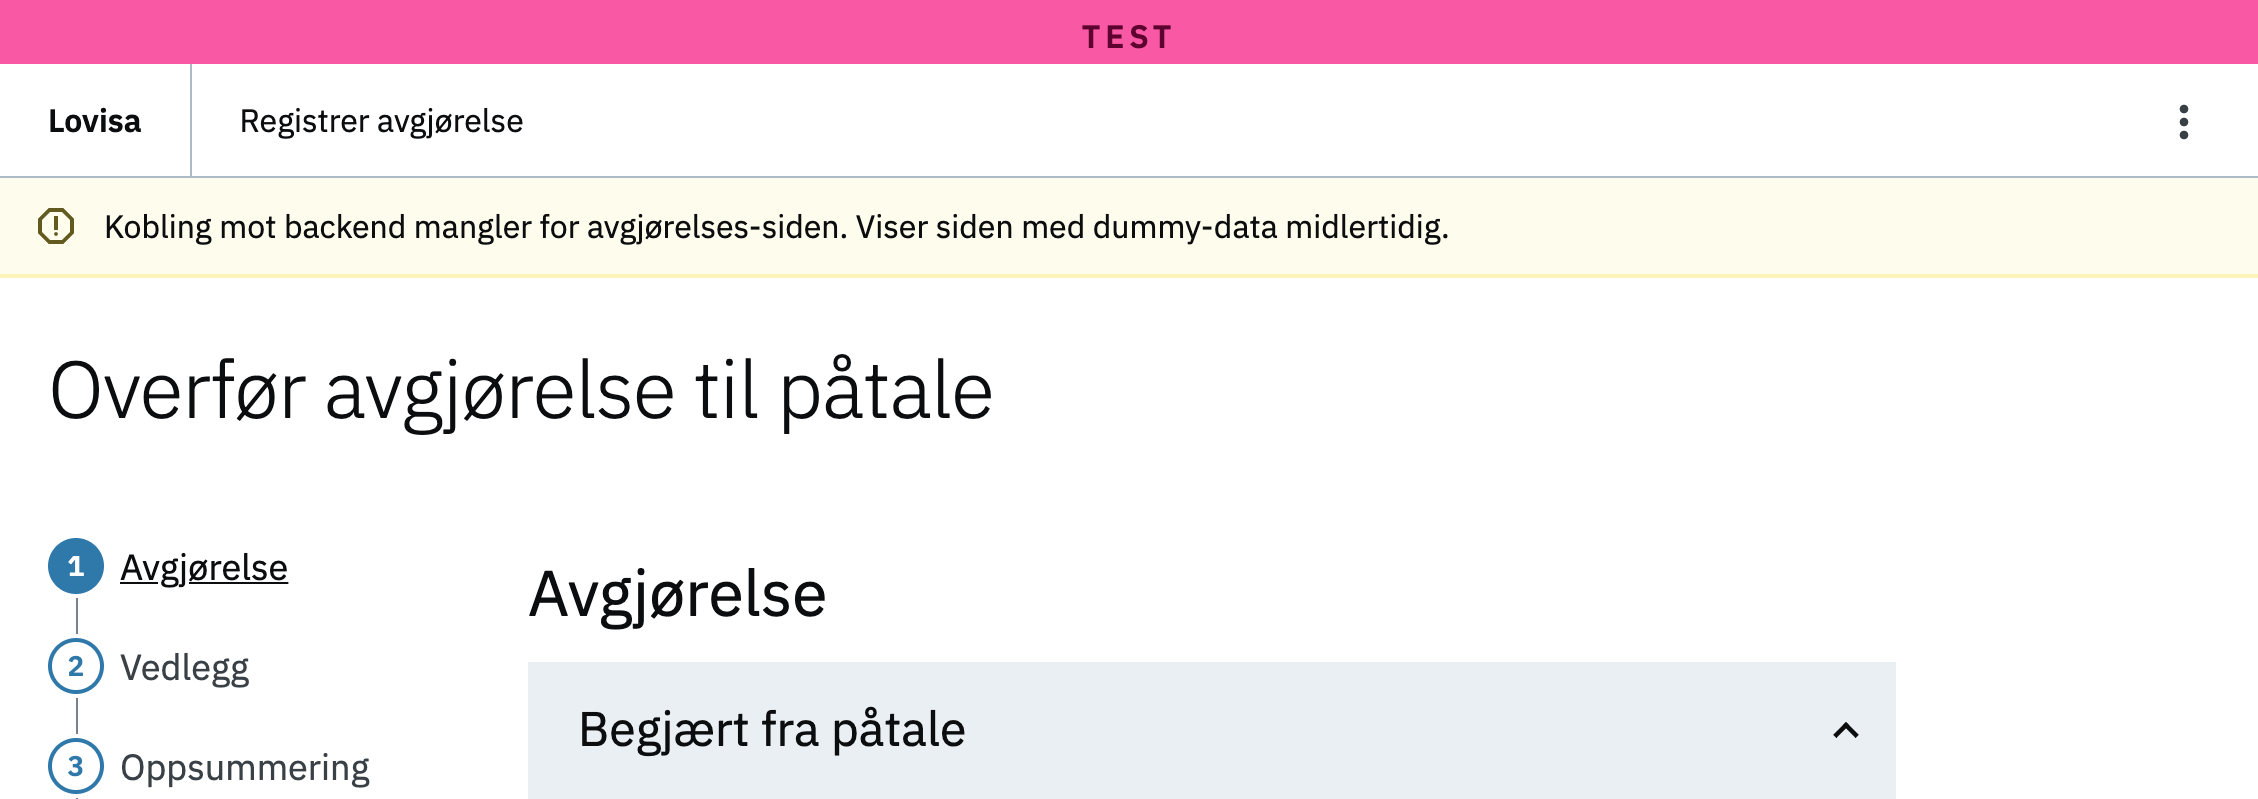 TEST
Lovisa
Registrer avgjørelse
Kobling mot backend mangler for avgjørelses-siden. Viser siden med dummy-data midlertidig.
Overfør avgjørelse til påtale
1 Avgjørelse
2 Vedlegg
3 Oppsummering
Avgjørelse
Begjært fra påtale